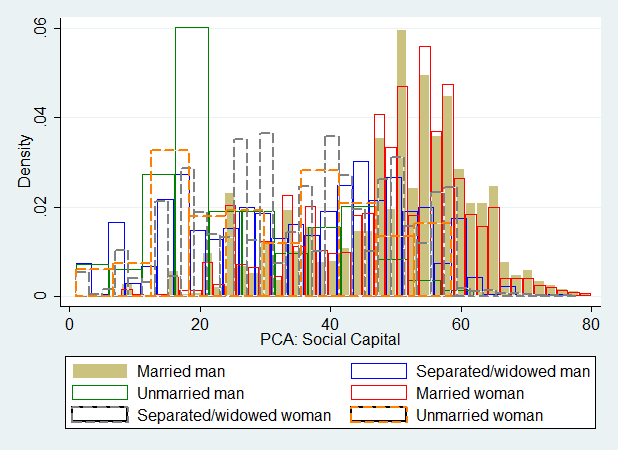 .06
.04
.02
0
Density
0 20 40 60 80
PCA: Social Capital
Married man Separated/widowed man
Unmarried man Married woman
Separated/widowed woman Unmarried woman